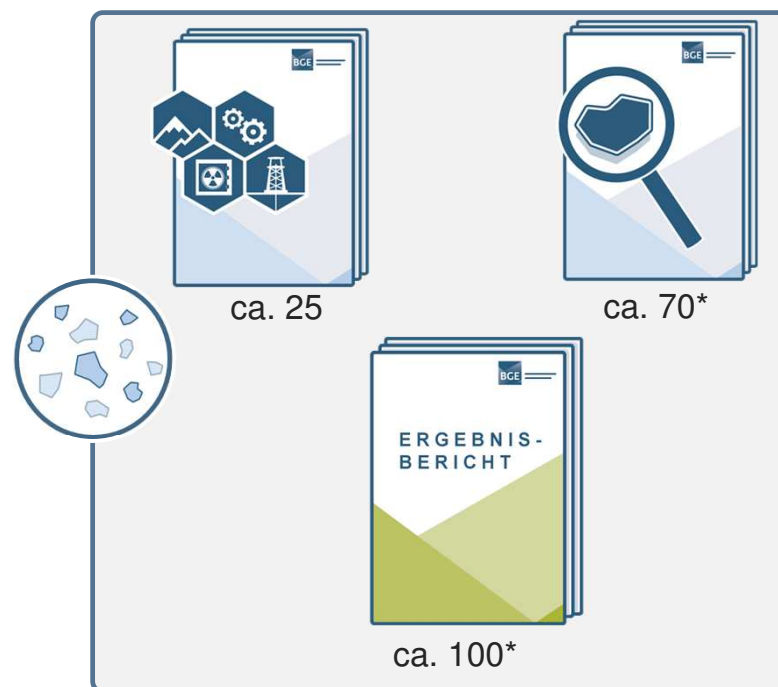 BGE
BGE
ca. 25
ca. 70*
BGE
ERGEBNIS-
BERICHT
ca. 100*